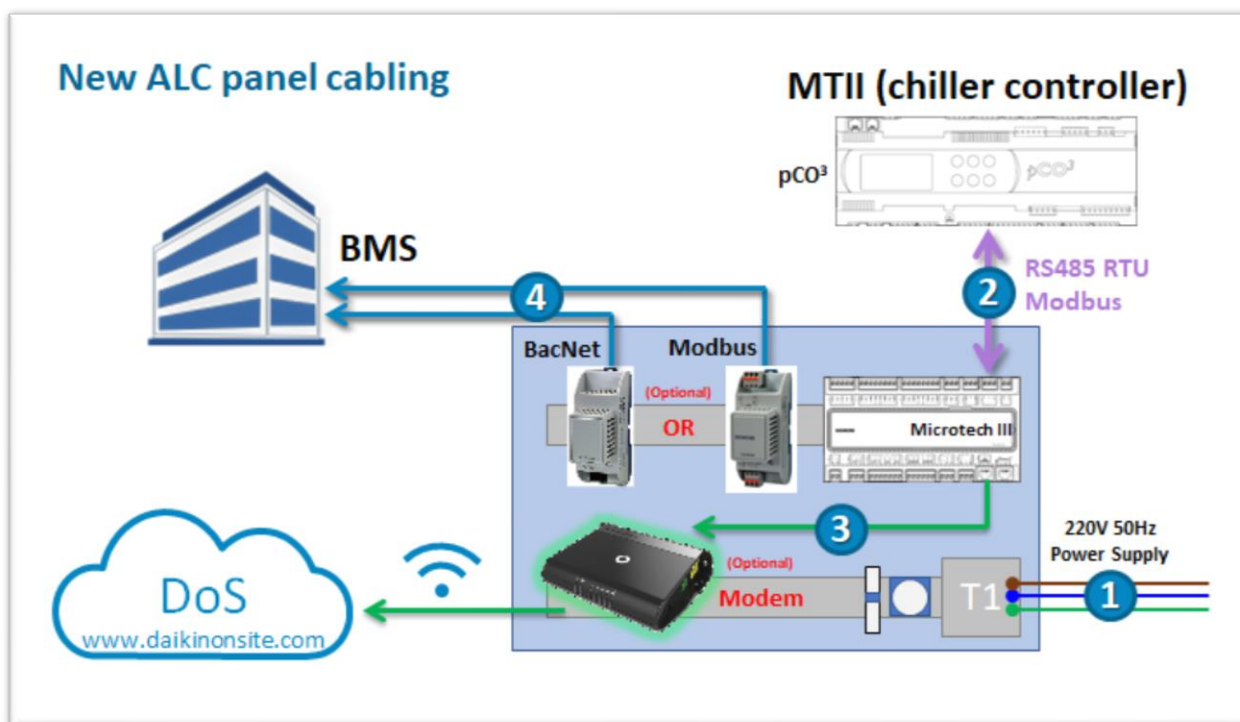 New ALC panel cabling
MTII (chiller controller)
pCO³
pCO³
BMS
4
2
RS485 RTU
Modbus
BacNet
Modbus
(Optional)
OR
Microtech III
3
220V 50Hz
Power Supply
(Optional)
Modem
T1
1
DoS
www.daikinonsite.com